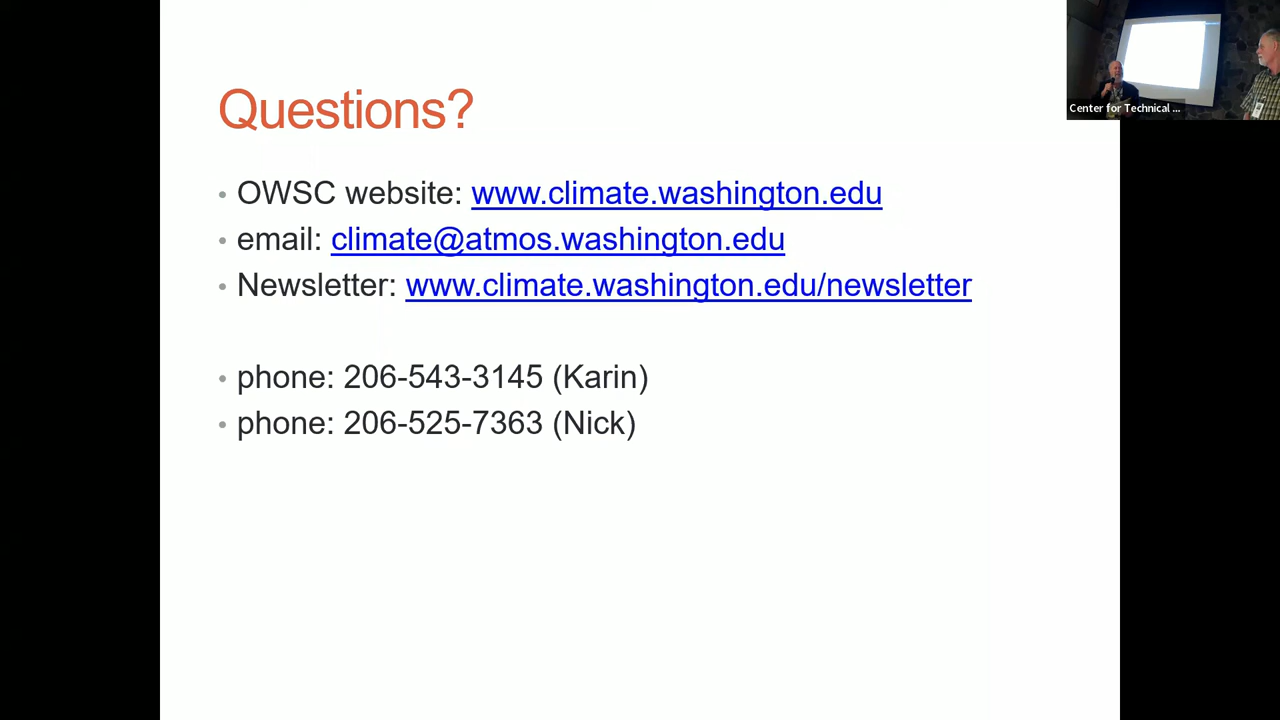 Questions?
• OWSC website: www.climate.washington.edu
• email: climate@atmos.washington.edu
• Newsletter: www.climate.washington.edu/newsletter
• phone: 206-543-3145 (Karin)
• phone: 206-525-7363 (Nick)
Center for Technical ...